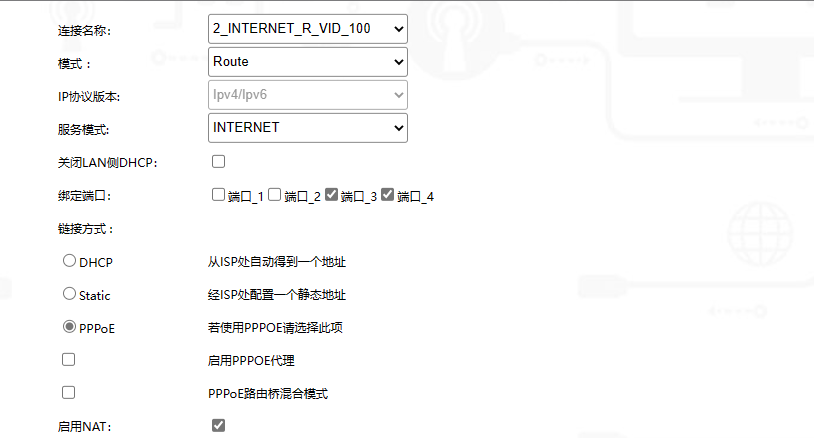 连接名称： 2_INTERNET_R_VID_100
模式： Route
IP协议版本: Ipv4/Ipv6
服务模式: INTERNET
关闭LAN侧DHCP：
绑定端口： 端口_1 端口_2 端口_3 端口_4
链接方式：
DHCP 从ISP处自动得到一个地址
Static 经ISP处配置一个静态地址
PPPoE 若使用PPPOE请选择此项
启用PPPOE代理
PPPoE路由桥混合模式
启用NAT：